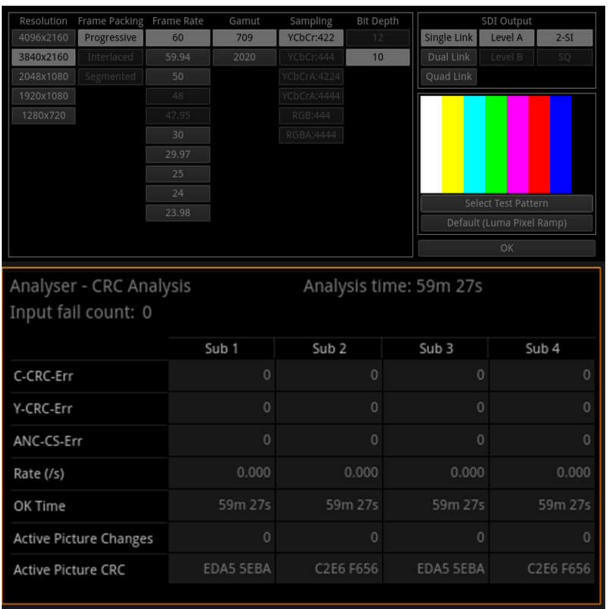 Resolution Frame Packing Frame Rate Gamut Sampling Bit Depth SDI Output
4096x2160 Progressive 60 709 YCbCr:422 12 Single Link Level A 2-SI
3840x2160 Interlaced 59.94 2020 YCbCr:444 10 Dual Link Level B SQ
2048x1080 Segmented 50 YCbCrA:4224 Quad Link
1920x1080 48 YCbCrA:4444
1280x720 47.95 RGB:444
30 RGBA:4444
29.97
25
24
23.98
Select Test Pattern
Default (Luma Pixel Ramp)
OK
Analyser - CRC Analysis Analysis time: 59m 27s
Input fail count: 0
Sub 1 Sub 2 Sub 3 Sub 4
C-CRC-Err 0 0 0 0
Y-CRC-Err 0 0 0 0
ANC-CS-Err 0 0 0 0
Rate (/s) 0.000 0.000 0.000 0.000
OK Time 59m 27s 59m 27s 59m 27s 59m 27s
Active Picture Changes 0 0 0 0
Active Picture CRC EDA5 5EBA C2E6 F656 EDA5 5EBA C2E6 F656